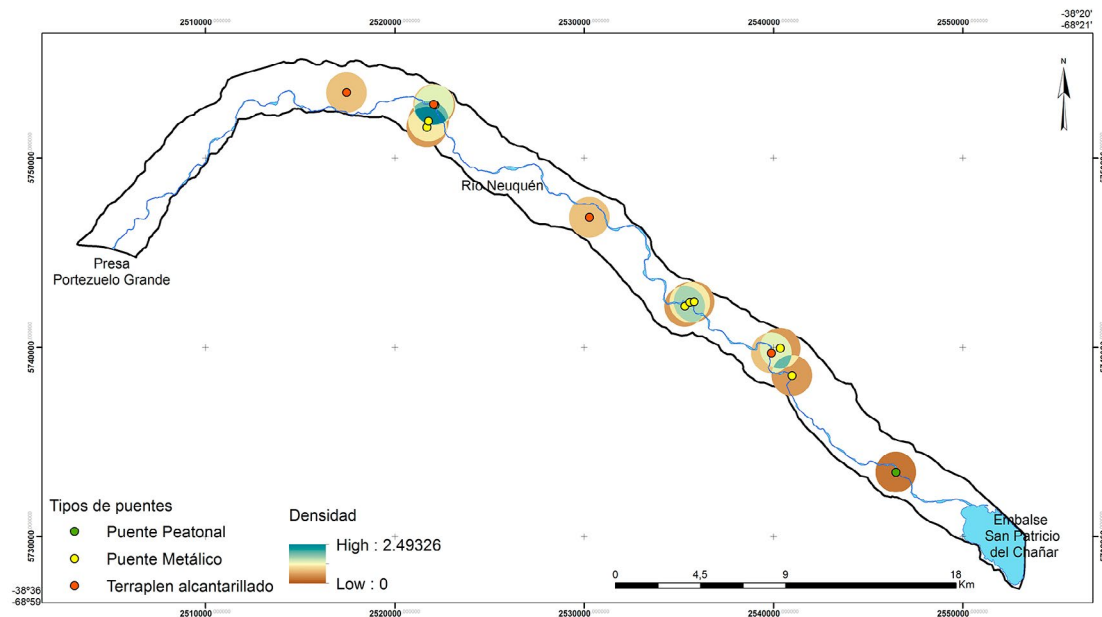 2510000 2520000 2530000 2540000 2550000
-38°20'
-68°21'
N
5750000
Río Neuquén
Presa
Portezuelo Grande
5740000
Tipos de puentes
Puente Peatonal
Puente Metálico
Terraplen alcantarillado
Densidad
High : 2.49326
Low : 0
Embalse
San Patricio
del Chañar
5730000
0 4,5 9 18
Km
-38°36
-68°59
2510000 2520000 2530000 2540000 2550000